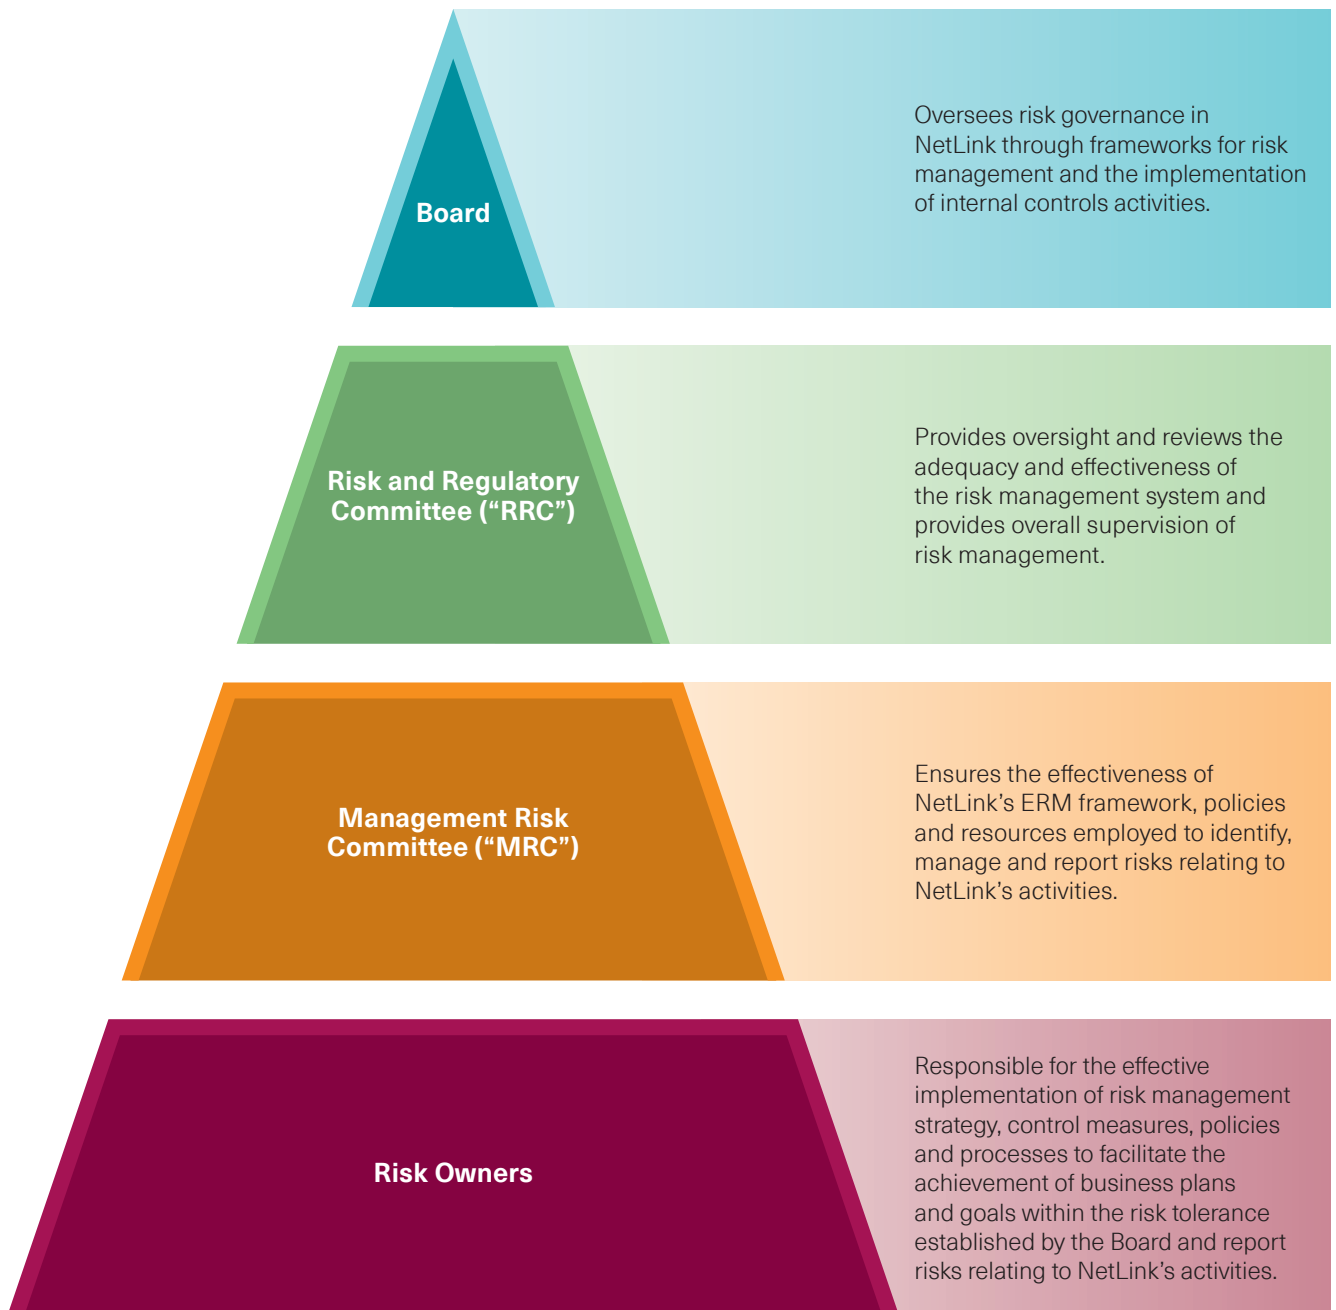 Board
Oversees risk governance in
NetLink through frameworks for risk
management and the implementation
of internal controls activities.
Risk and Regulatory
Committee (“RRC”)
Provides oversight and reviews the
adequacy and effectiveness of
the risk management system and
provides overall supervision of
risk management.
Management Risk
Committee (“MRC”)
Ensures the effectiveness of
NetLink’s ERM framework, policies
and resources employed to identify,
manage and report risks relating to
NetLink’s activities.
Risk Owners
Responsible for the effective
implementation of risk management
strategy, control measures, policies
and processes to facilitate the
achievement of business plans
and goals within the risk tolerance
established by the Board and report
risks relating to NetLink’s activities.